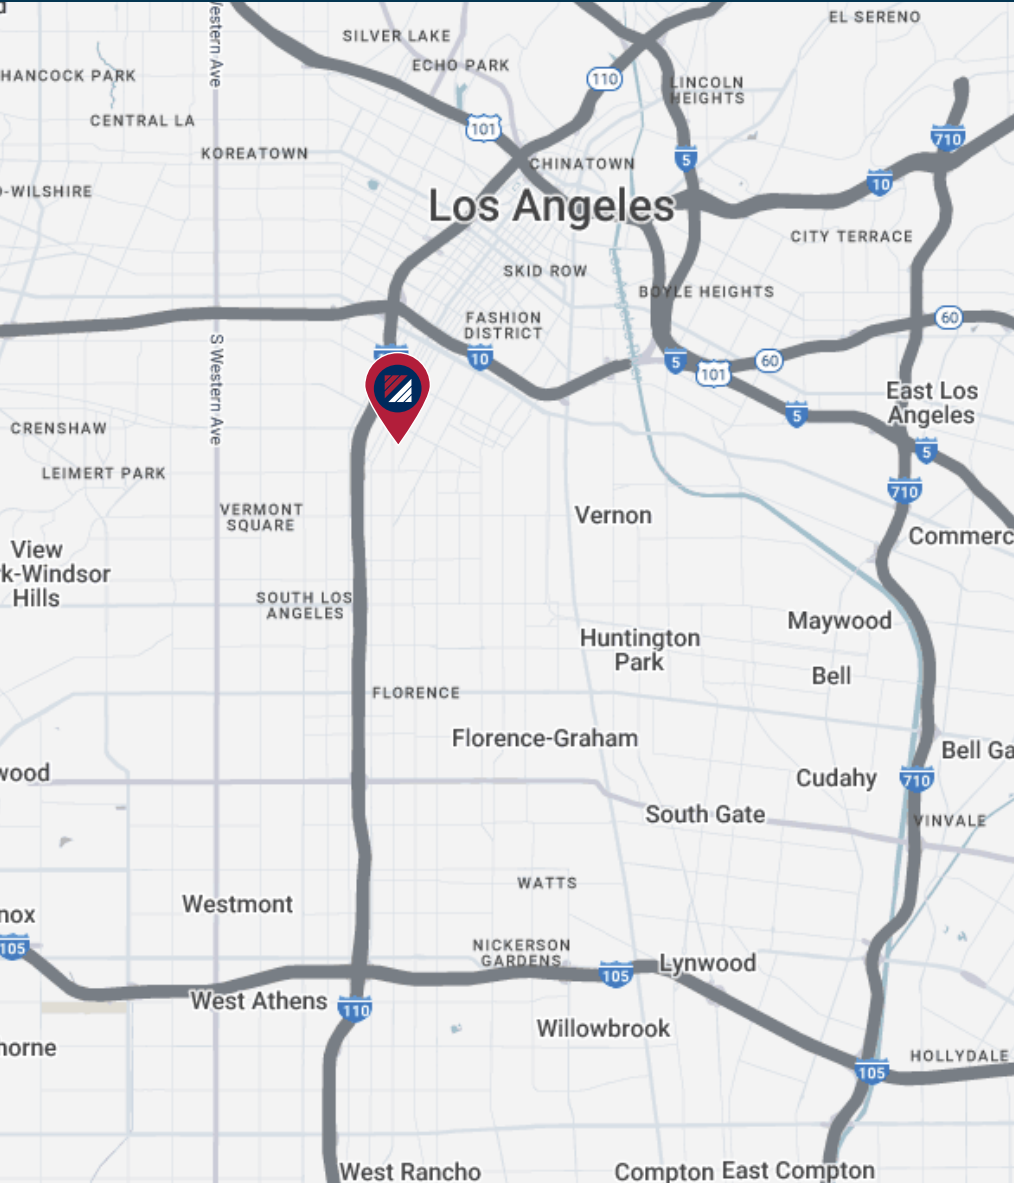 EL SERENO
Western Ave
SILVER LAKE
ECHO PARK
HANCOCK PARK
110
LINCOLN
HEIGHTS
CENTRAL LA
101
710
KOREATOWN
5
CHINATOWN
10
O-WILSHIRE
Los Angeles
CITY TERRACE
SKID ROW
BOYLE HEIGHTS
Los Angeles River
FASHION
DISTRICT
60
10
5
60
101
S Western Ave
East Los
Angeles
5
CRENSHAW
5
LEIMERT PARK
710
VERMONT
SQUARE
Vernon
Commerc
View
k-Windsor
Hills
SOUTH LOS
ANGELES
Maywood
Huntington
Park
Bell
FLORENCE
Florence-Graham
Bell Ga
wood
Cudahy
710
South Gate
VINVALE
WATTS
Westmont
nox
105
NICKERSON
GARDENS
105
Lynwood
West Athens
110
Willowbrook
horne
HOLLYDALE
105
West Rancho
Compton
East Compton